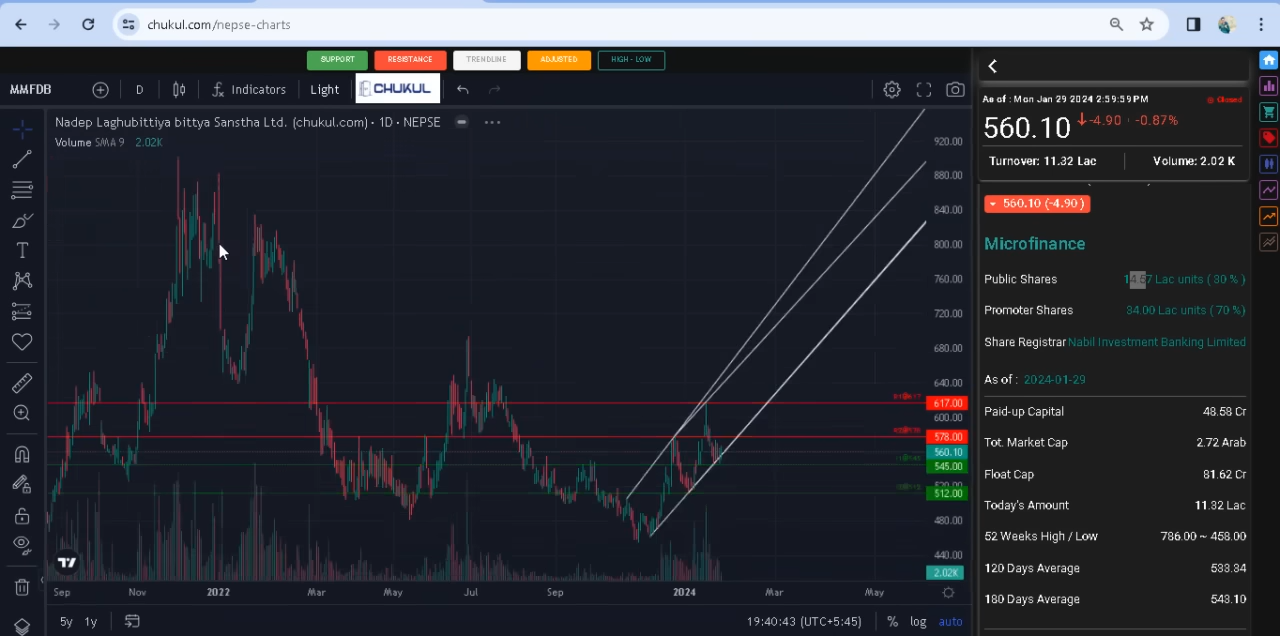 chukul.com/nepse-charts
SUPPORT RESISTANCE TRENDLINE ADJUSTED HIGH - LOW
MMFDB D Indicators Light CHUKUL
Nadep Laghubittiya bittya Sanstha Ltd. (chukul.com) · 1D · NEPSE
Volume SMA 9 2.02K
920.00
880.00
840.00
800.00
760.00
720.00
680.00
640.00
617.00
600.00
578.00
560.10
545.00
520.00
512.00
480.00
440.00
2.02K
Sep Nov 2022 Mar May Jul Sep 2024 Mar May
5y 1y 19:40:43 (UTC+5:45) % log auto
As of : Mon Jan 29 2024 2:59:59 PM Closed
560.10 -4.90 -0.87%
Turnover: 11.32 Lac Volume: 2.02 K
560.10 (-4.90)
Microfinance
Public Shares 14.57 Lac units ( 30 % )
Promoter Shares 34.00 Lac units ( 70 %)
Share Registrar Nabil Investment Banking Limited
As of : 2024-01-29
Paid-up Capital 48.58 Cr
Tot. Market Cap 2.72 Arab
Float Cap 81.62 Cr
Today's Amount 11.32 Lac
52 Weeks High / Low 786.00 ~ 458.00
120 Days Average 533.34
180 Days Average 543.10